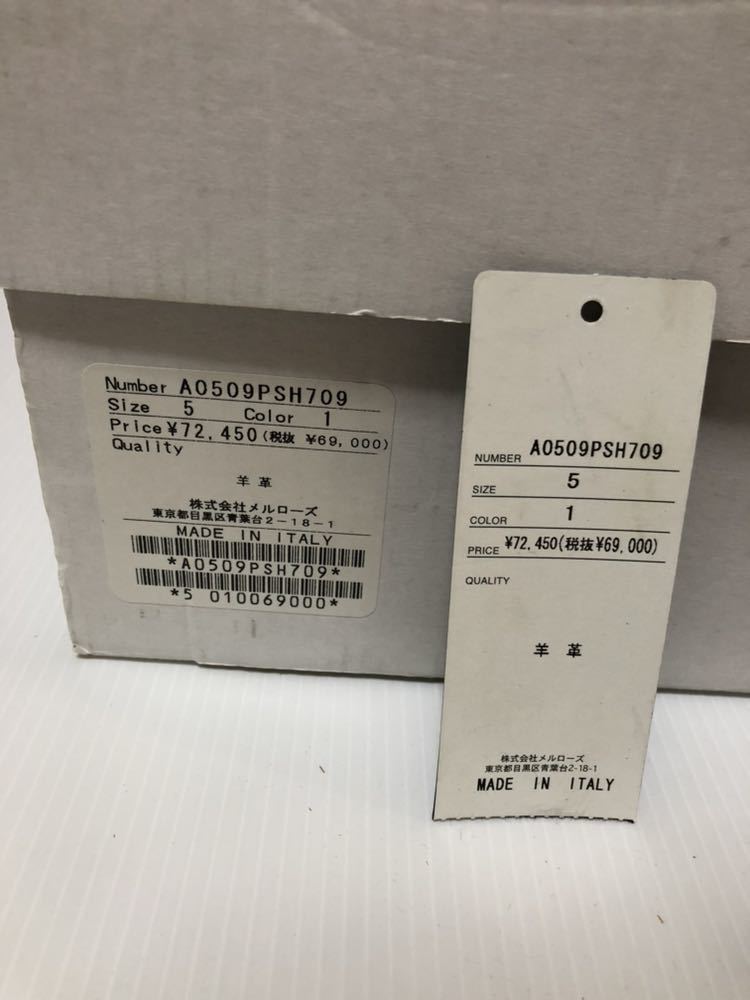 Number A0509PSH709
Size 5 Color 1
Price ¥72,450(税抜 ¥69,000)
Quality
羊革
株式会社メルローズ
東京都目黒区青葉台2-18-1
MADE IN ITALY
*A0509PSH709*
*5 010069000*
NUMBER A0509PSH709
SIZE 5
COLOR 1
PRICE ¥72,450(税抜¥69,000)
QUALITY
羊革
株式会社メルローズ
東京都目黒区青葉台2-18-1
MADE IN ITALY